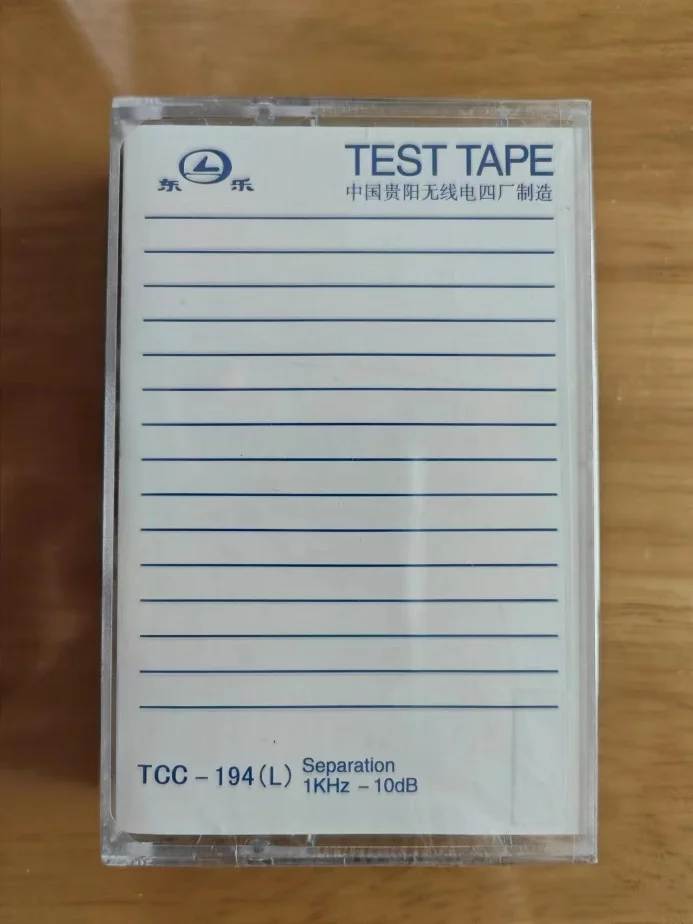 东 乐
TEST TAPE
中国贵阳无线电四厂制造
TCC - 194(L)
Separation
1KHz - 10dB